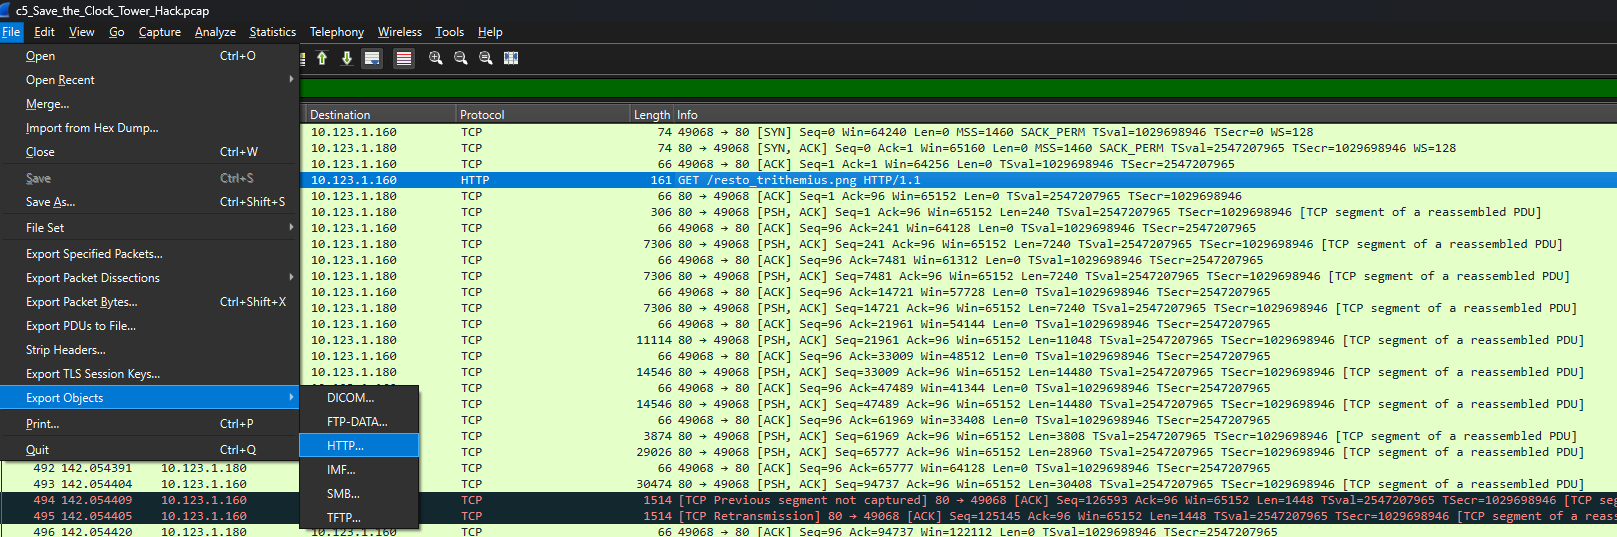 c5_Save_the_Clock_Tower_Hack.pcap
File Edit View Go Capture Analyze Statistics Telephony Wireless Tools Help
Open Ctrl+O
Open Recent
Merge...
Import from Hex Dump...
Close Ctrl+W
Save Ctrl+S
Save As... Ctrl+Shift+S
File Set
Export Specified Packets...
Export Packet Dissections
Export Packet Bytes... Ctrl+Shift+X
Export PDUs to File...
Strip Headers...
Export TLS Session Keys...
Export Objects
Print... Ctrl+P
Quit Ctrl+Q
DICOM...
FTP-DATA...
HTTP...
IMF...
SMB...
TFTP...
Destination Protocol Length Info
10.123.1.160 TCP 74 49068 → 80 [SYN] Seq=0 Win=64240 Len=0 MSS=1460 SACK_PERM TSval=1029698946 TSecr=0 WS=128
10.123.1.180 TCP 74 80 → 49068 [SYN, ACK] Seq=0 Ack=1 Win=65160 Len=0 MSS=1460 SACK_PERM TSval=2547207965 TSecr=1029698946 WS=128
10.123.1.160 TCP 66 49068 → 80 [ACK] Seq=1 Ack=1 Win=64256 Len=0 TSval=1029698946 TSecr=2547207965
10.123.1.160 HTTP 161 GET /resto_trithemius.png HTTP/1.1
10.123.1.180 TCP 66 80 → 49068 [ACK] Seq=1 Ack=96 Win=65152 Len=0 TSval=2547207965 TSecr=1029698946
10.123.1.180 TCP 306 80 → 49068 [PSH, ACK] Seq=1 Ack=96 Win=65152 Len=240 TSval=2547207965 TSecr=1029698946 [TCP segment of a reassembled PDU]
10.123.1.160 TCP 66 49068 → 80 [ACK] Seq=96 Ack=241 Win=64128 Len=0 TSval=1029698946 TSecr=2547207965
10.123.1.180 TCP 7306 80 → 49068 [PSH, ACK] Seq=241 Ack=96 Win=65152 Len=7240 TSval=2547207965 TSecr=1029698946 [TCP segment of a reassembled PDU]
10.123.1.160 TCP 66 49068 → 80 [ACK] Seq=96 Ack=7481 Win=61312 Len=0 TSval=1029698946 TSecr=2547207965
10.123.1.180 TCP 7306 80 → 49068 [PSH, ACK] Seq=7481 Ack=96 Win=65152 Len=7240 TSval=2547207965 TSecr=1029698946 [TCP segment of a reassembled PDU]
10.123.1.160 TCP 66 49068 → 80 [ACK] Seq=96 Ack=14721 Win=57728 Len=0 TSval=1029698946 TSecr=2547207965
10.123.1.180 TCP 7306 80 → 49068 [PSH, ACK] Seq=14721 Ack=96 Win=65152 Len=7240 TSval=2547207965 TSecr=1029698946 [TCP segment of a reassembled PDU]
10.123.1.160 TCP 66 49068 → 80 [ACK] Seq=96 Ack=21961 Win=54144 Len=0 TSval=1029698946 TSecr=2547207965
10.123.1.180 TCP 11114 80 → 49068 [PSH, ACK] Seq=21961 Ack=96 Win=65152 Len=11048 TSval=2547207965 TSecr=1029698946 [TCP segment of a reassembled PDU]
10.123.1.160 TCP 66 49068 → 80 [ACK] Seq=96 Ack=33009 Win=48512 Len=0 TSval=1029698946 TSecr=2547207965
10.123.1.180 TCP 14546 80 → 49068 [PSH, ACK] Seq=33009 Ack=96 Win=65152 Len=14480 TSval=2547207965 TSecr=1029698946 [TCP segment of a reassembled PDU]
TCP 66 49068 → 80 [ACK] Seq=96 Ack=47489 Win=41344 Len=0 TSval=1029698946 TSecr=2547207965
TCP 14546 80 → 49068 [PSH, ACK] Seq=47489 Ack=96 Win=65152 Len=14480 TSval=2547207965 TSecr=1029698946 [TCP segment of a reassembled PDU]
TCP 66 49068 → 80 [ACK] Seq=96 Ack=61969 Win=33408 Len=0 TSval=1029698946 TSecr=2547207965
TCP 3874 80 → 49068 [PSH, ACK] Seq=61969 Ack=96 Win=65152 Len=3808 TSval=2547207965 TSecr=1029698946 [TCP segment of a reassembled PDU]
TCP 29026 80 → 49068 [PSH, ACK] Seq=65777 Ack=96 Win=65152 Len=28960 TSval=2547207965 TSecr=1029698946 [TCP segment of a reassembled PDU]
492 142.054391 10.123.1.180 TCP 66 49068 → 80 [ACK] Seq=96 Ack=65777 Win=64128 Len=0 TSval=1029698946 TSecr=2547207965
493 142.054404 10.123.1.160 TCP 30474 80 → 49068 [PSH, ACK] Seq=94737 Ack=96 Win=65152 Len=30408 TSval=2547207965 TSecr=1029698946 [TCP segment of a reassembled PDU]
494 142.054409 10.123.1.160 TCP 1514 [TCP Previous segment not captured] 80 → 49068 [ACK] Seq=126593 Ack=96 Win=65152 Len=1448 TSval=2547207965 TSecr=1029698946 [TCP seg
495 142.054405 10.123.1.160 TCP 1514 [TCP Retransmission] 80 → 49068 [ACK] Seq=125145 Ack=96 Win=65152 Len=1448 TSval=2547207965 TSecr=1029698946 [TCP segment of a rea
496 142.054420 10.123.1.180 TCP 66 49068 → 80 [ACK] Seq=96 Ack=94737 Win=122112 Len=0 TSval=1029698946 TSecr=2547207965